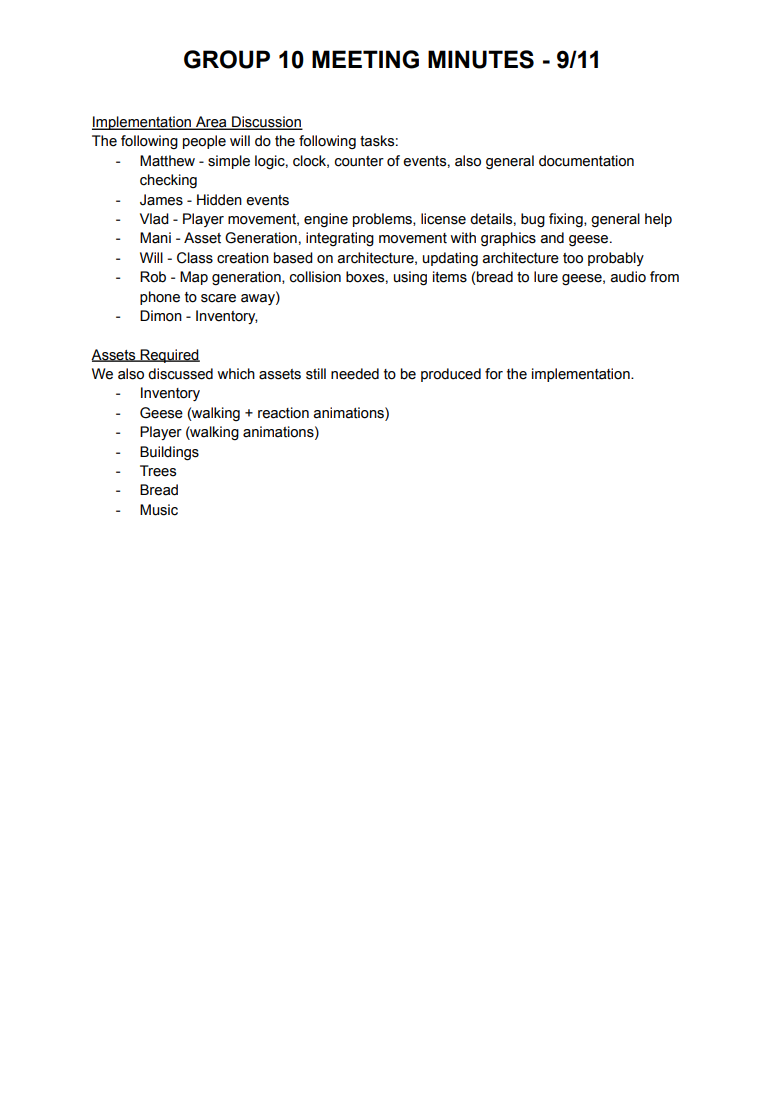 GROUP 10 MEETING MINUTES - 9/11
Implementation Area Discussion
The following people will do the following tasks:
- Matthew - simple logic, clock, counter of events, also general documentation
checking
- James - Hidden events
- Vlad - Player movement, engine problems, license details, bug fixing, general help
- Mani - Asset Generation, integrating movement with graphics and geese.
- Will - Class creation based on architecture, updating architecture too probably
- Rob - Map generation, collision boxes, using items (bread to lure geese, audio from
phone to scare away)
- Dimon - Inventory,
Assets Required
We also discussed which assets still needed to be produced for the implementation.
- Inventory
- Geese (walking + reaction animations)
- Player (walking animations)
- Buildings
- Trees
- Bread
- Music